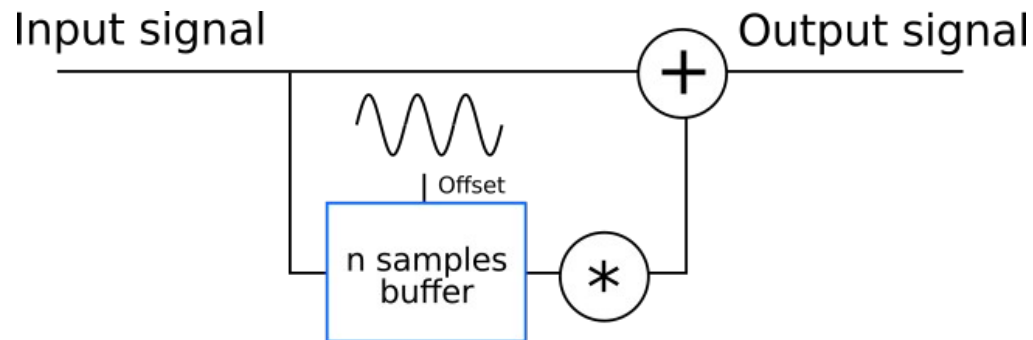 Input signal
Output signal
+
Offset
n samples
buffer
*